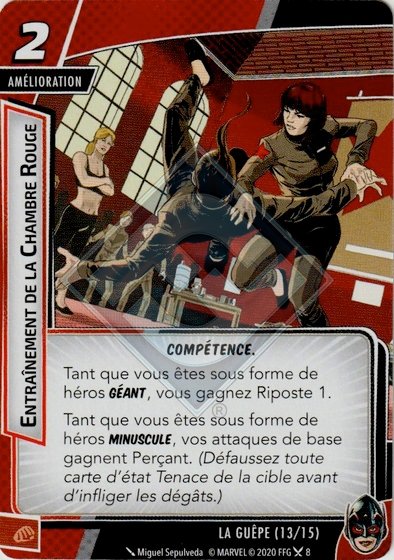 2
AMÉLIORATION
ENTRAÎNEMENT DE LA CHAMBRE ROUGE
COMPÉTENCE.
Tant que vous êtes sous forme de
héros GÉANT, vous gagnez Riposte 1.
Tant que vous êtes sous forme de
héros MINUSCULE, vos attaques de base
gagnent Perçant. (Défaussez toute
carte d'état Tenace de la cible avant
d'infliger les dégâts.)
®
LA GUÊPE (13/15)
Miguel Sepulveda © MARVEL © 2020 FFG 8